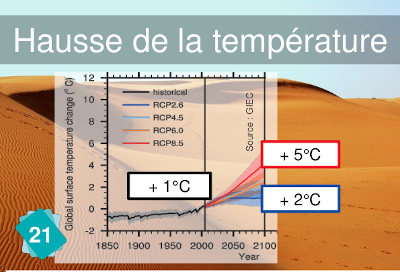 Hausse de la température
Global surface temperature change (°C)
12
10
8
6
4
2
0
-2
historical
RCP2.6
RCP4.5
RCP6.0
RCP8.5
Source : GIEC
+ 5°C
+ 1°C
+ 2°C
21
1850 1900 1950 2000 2050 2100
Year